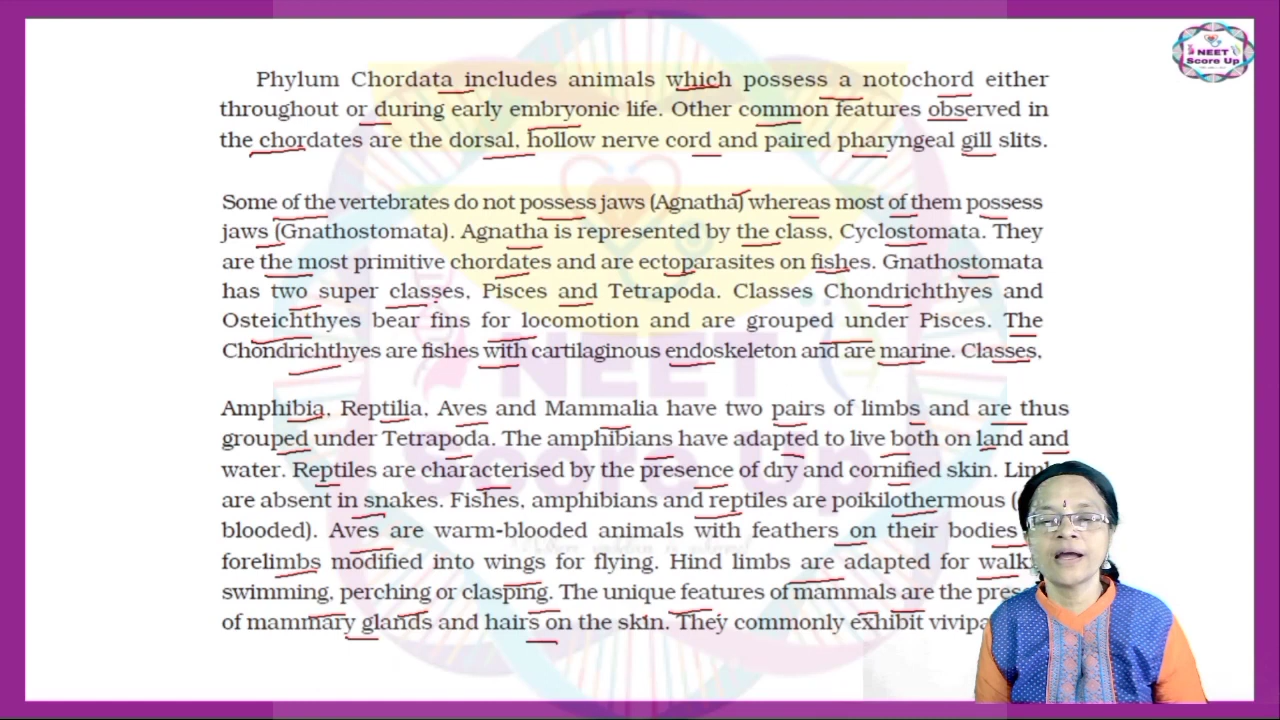 NEET
Score Up
Phylum Chordata includes animals which possess a notochord either
throughout or during early embryonic life. Other common features observed in
the chordates are the dorsal, hollow nerve cord and paired pharyngeal gill slits.
Some of the vertebrates do not possess jaws (Agnatha) whereas most of them possess
jaws (Gnathostomata). Agnatha is represented by the class, Cyclostomata. They
are the most primitive chordates and are ectoparasites on fishes. Gnathostomata
has two super classes, Pisces and Tetrapoda. Classes Chondrichthyes and
Osteichthyes bear fins for locomotion and are grouped under Pisces. The
Chondrichthyes are fishes with cartilaginous endoskeleton and are marine. Classes,
Amphibia, Reptilia, Aves and Mammalia have two pairs of limbs and are thus
grouped under Tetrapoda. The amphibians have adapted to live both on land and
water. Reptiles are characterised by the presence of dry and cornified skin.
are absent in snakes. Fishes, amphibians and reptiles are poikilothermous
blooded). Aves are warm-blooded animals with feathers on their bodies
forelimbs modified into wings for flying. Hind limbs are adapted for
swimming, perching or clasping. The unique features of mammals are the
of mammary glands and hairs on the skin. They commonly exhibit
NEET
Score Up